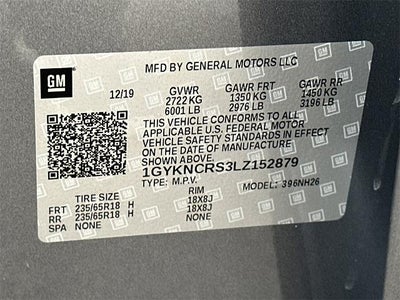 GM
MFD BY GENERAL MOTORS LLC
12/19 GVWR GAWR FRT GAWR RR
2722 KG 1350 KG 1450 KG
6001 LB 2976 LB 3196 LB
THIS VEHICLE CONFORMS TO ALL
APPLICABLE U.S. FEDERAL MOTOR
VEHICLE SAFETY STANDARDS IN EFFECT
ON THE DATE OF MANUFACTURE SHOWN ABOVE.
1GYKNCRS3LZ152879
TYPE: M.P.V. MODEL: 396NH26
TIRE SIZE RIM
FRT 235/65R18 H 18X8J
RR 235/65R18 H 18X8J
SPA NONE NONE